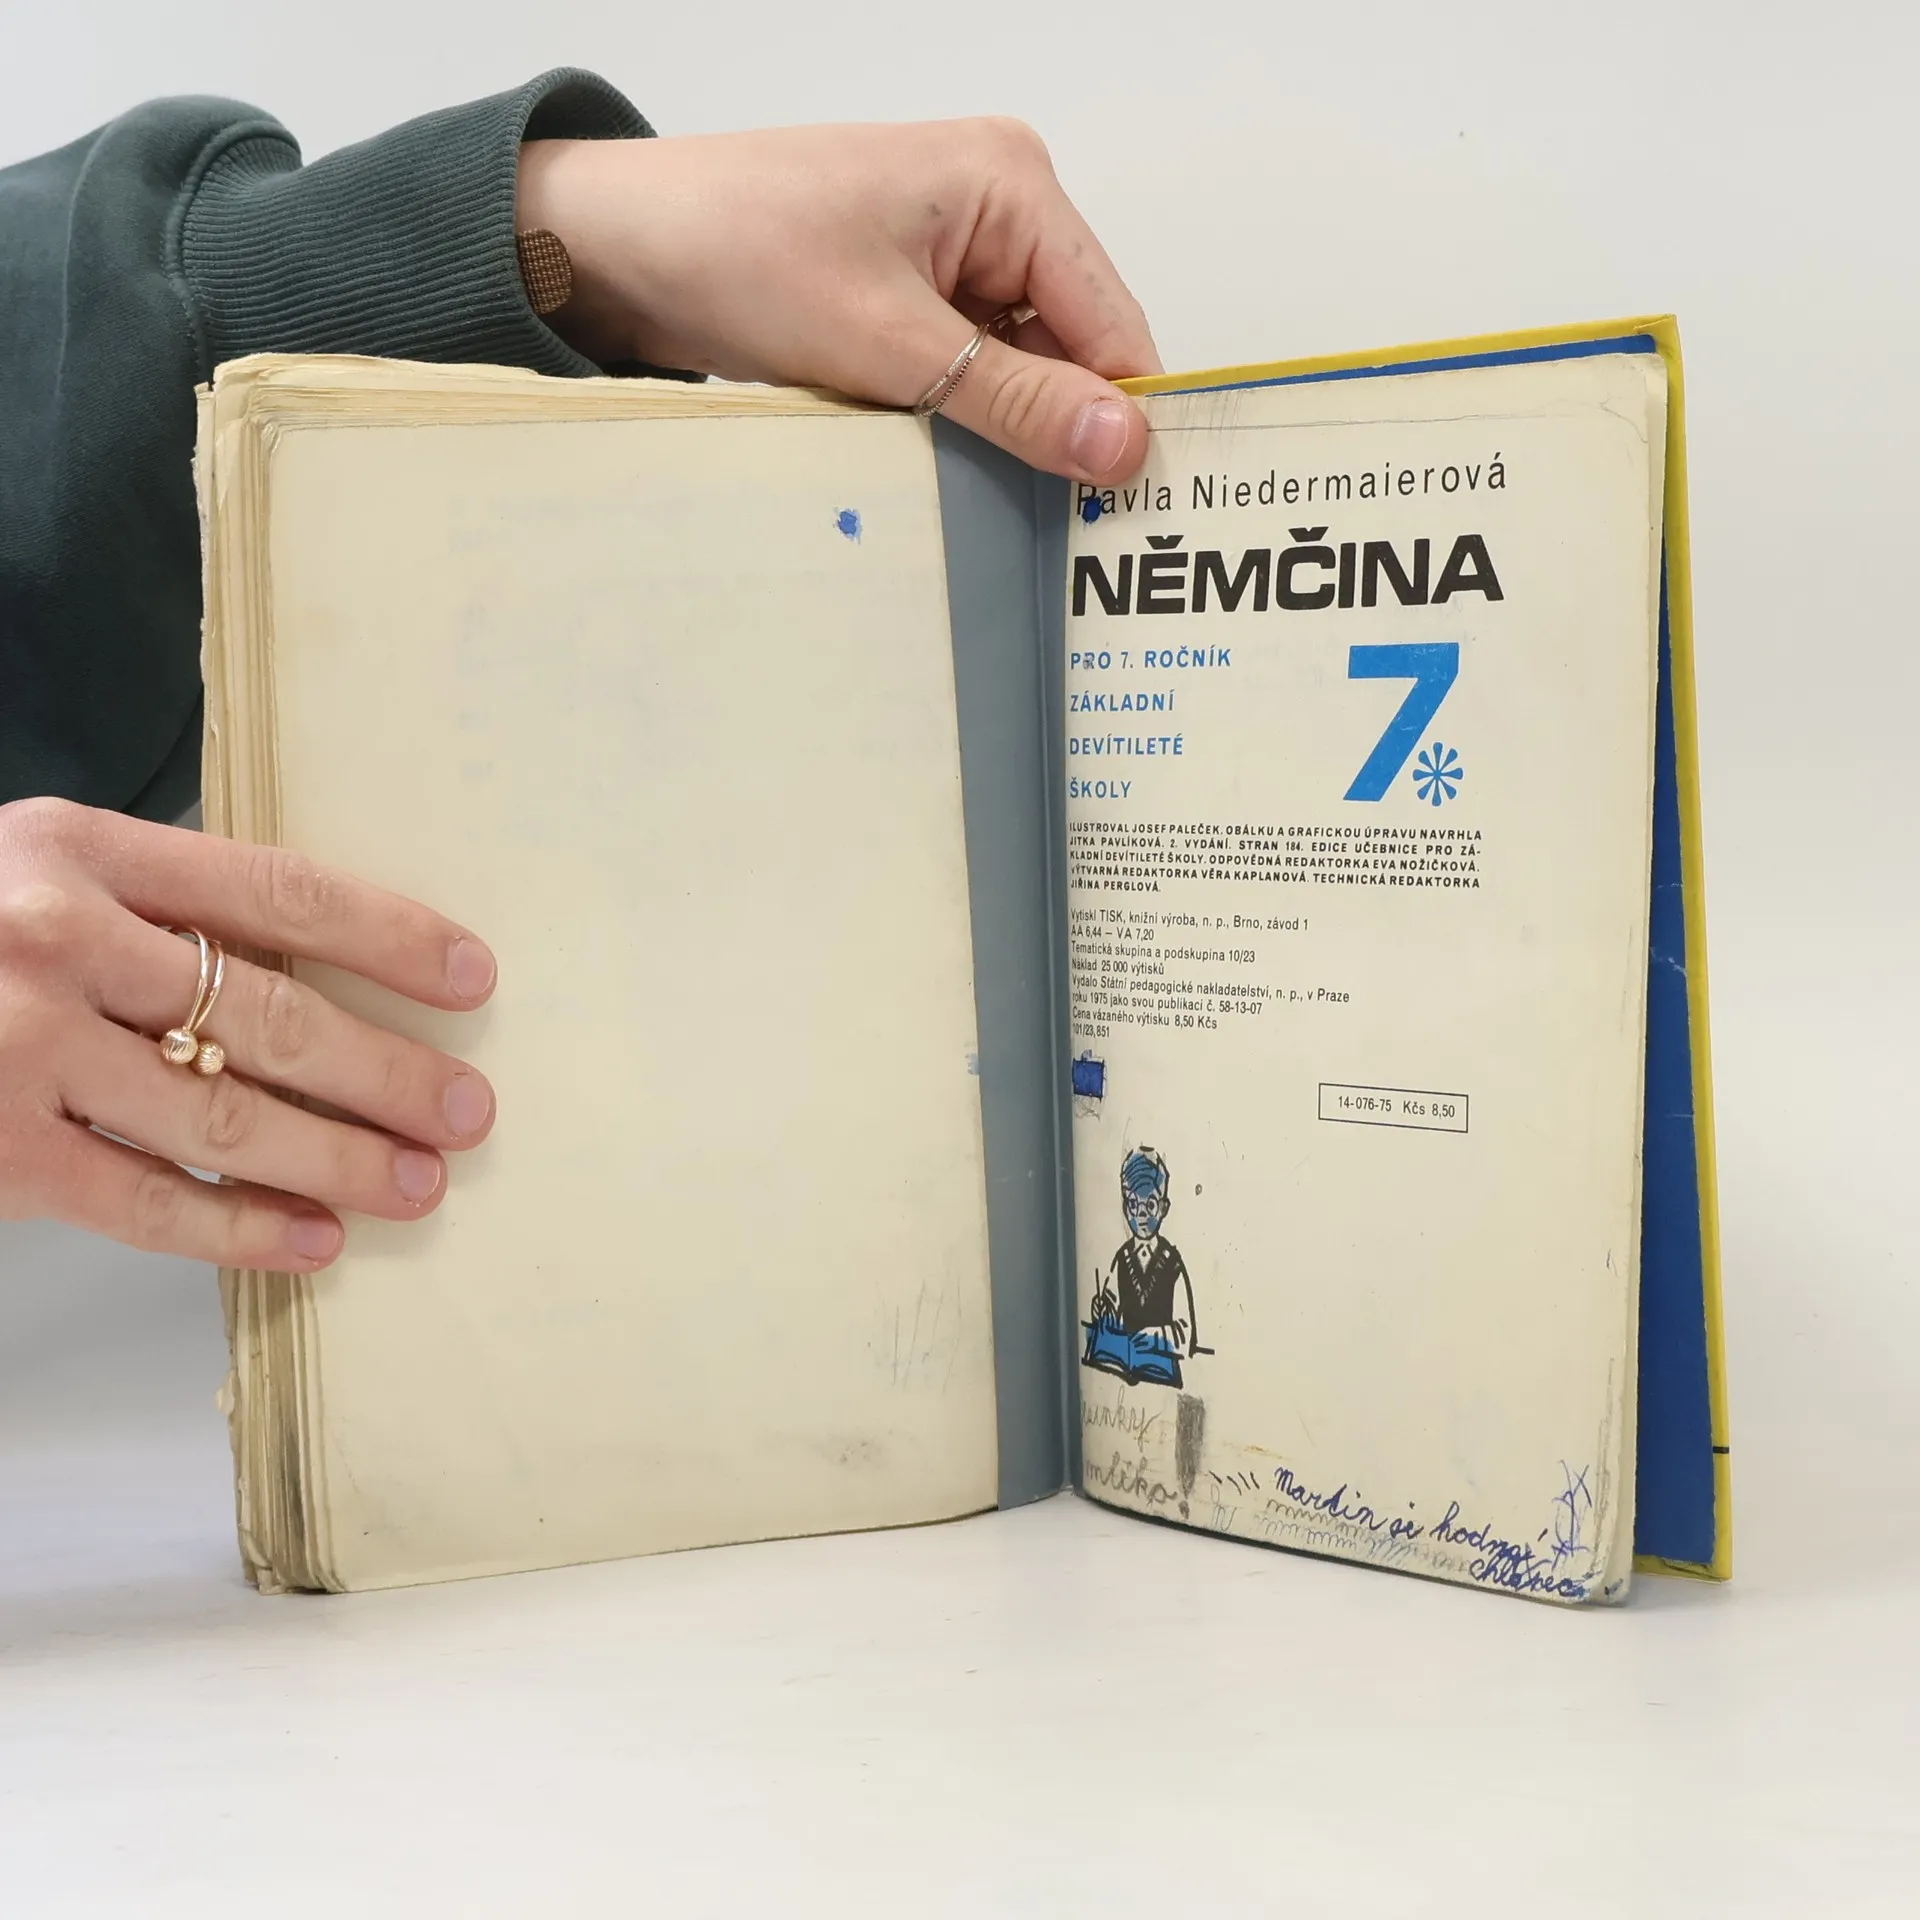 Pavla Niedermaierová
NĚMČINA
PRO 7. ROČNÍK
ZÁKLADNÍ
DEVÍTILETÉ
ŠKOLY
7
ILUSTROVAL JOSEF PALEČEK. OBÁLKU A GRAFICKOU ÚPRAVU NAVRHLA
JITKA PAVLÍKOVÁ. 2. VYDÁNÍ. STRAN 184. EDICE UČEBNICE PRO ZÁ-
KLADNÍ DEVÍTILETÉ ŠKOLY. ODPOVĚDNÁ REDAKTORKA EVA NOŽIČKOVÁ.
VÝTVARNÁ REDAKTORKA VĚRA KAPLANOVÁ. TECHNICKÁ REDAKTORKA
JIŘINA PERGLOVÁ.
Vytiskl TISK, knižní výroba, n. p., Brno, závod 1
AA 6,44 – VA 7,20
Tematická skupina a podskupina 10/23
Náklad 25 000 výtisků
Vydalo Státní pedagogické nakladatelství, n. p., v Praze
roku 1975 jako svou publikaci č. 58-13-07
Cena vázaného výtisku 8,50 Kčs
101/23,851
14-076-75 Kčs 8,50
mlíko!
Martin je hodnej
chlapec